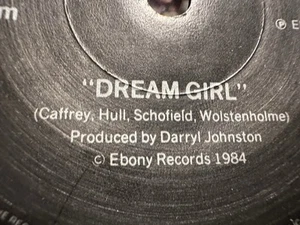 m
℗ E
"DREAM GIRL"
(Caffrey, Hull, Schofield, Wolstenholme)
Produced by Darryl Johnston
© Ebony Records 1984